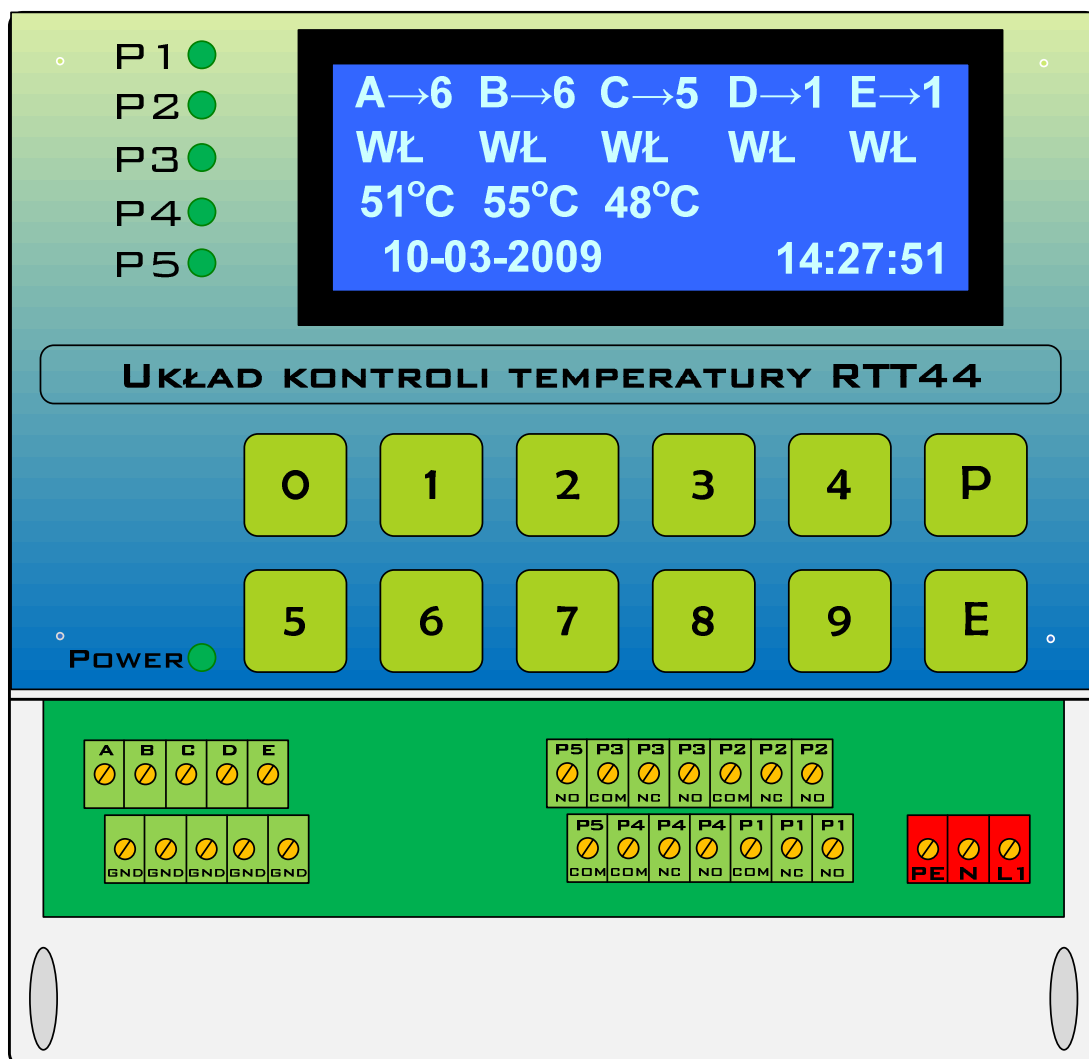 P1
P2
P3
P4
P5
A→6 B→6 C→5 D→1 E→1
WŁ WŁ WŁ WŁ WŁ
51°C 55°C 48°C
10-03-2009 14:27:51
UKŁAD KONTROLI TEMPERATURY RTT44
0 1 2 3 4 P
5 6 7 8 9 E
POWER
A B C D E
GND GND GND GND GND
P5 P3 P3 P3 P2 P2 P2
NO COM NC NO COM NC NO
P5 P4 P4 P4 P1 P1 P1
COM COM NC NO COM NC NO
PE N L1